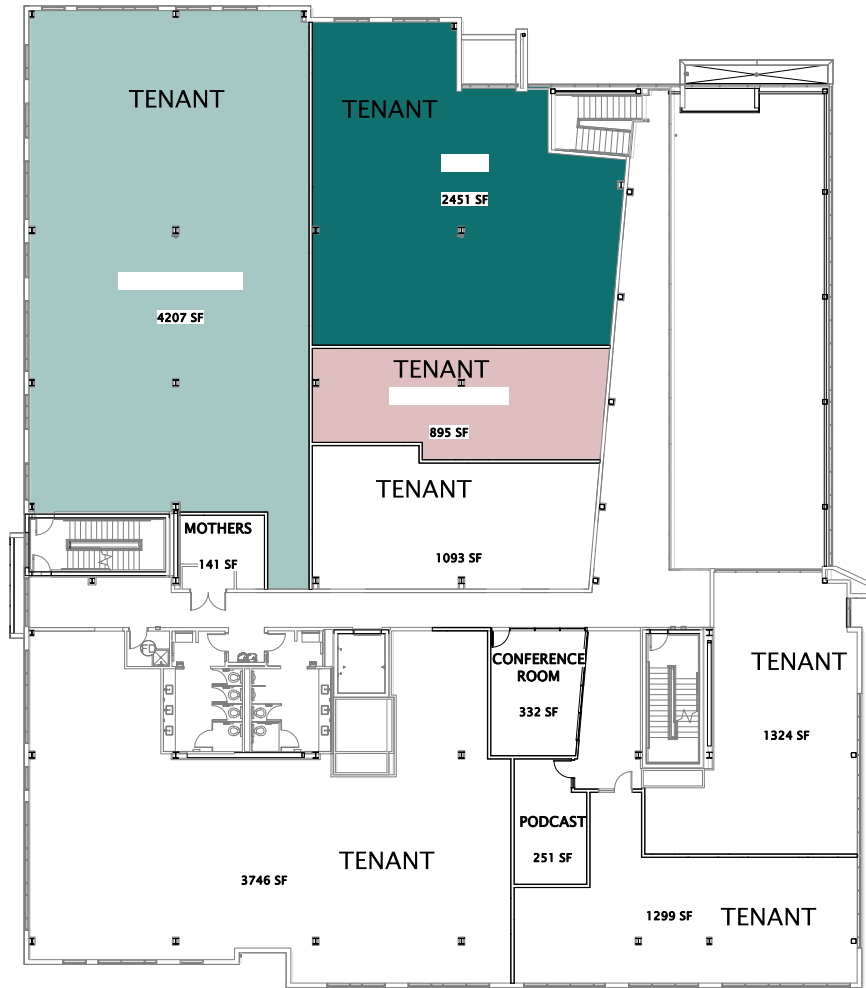 TENANT
TENANT
2451 SF
4207 SF
TENANT
895 SF
TENANT
1093 SF
MOTHERS
141 SF
CONFERENCE
ROOM
332 SF
TENANT
1324 SF
PODCAST
251 SF
TENANT
3746 SF
1299 SF
TENANT